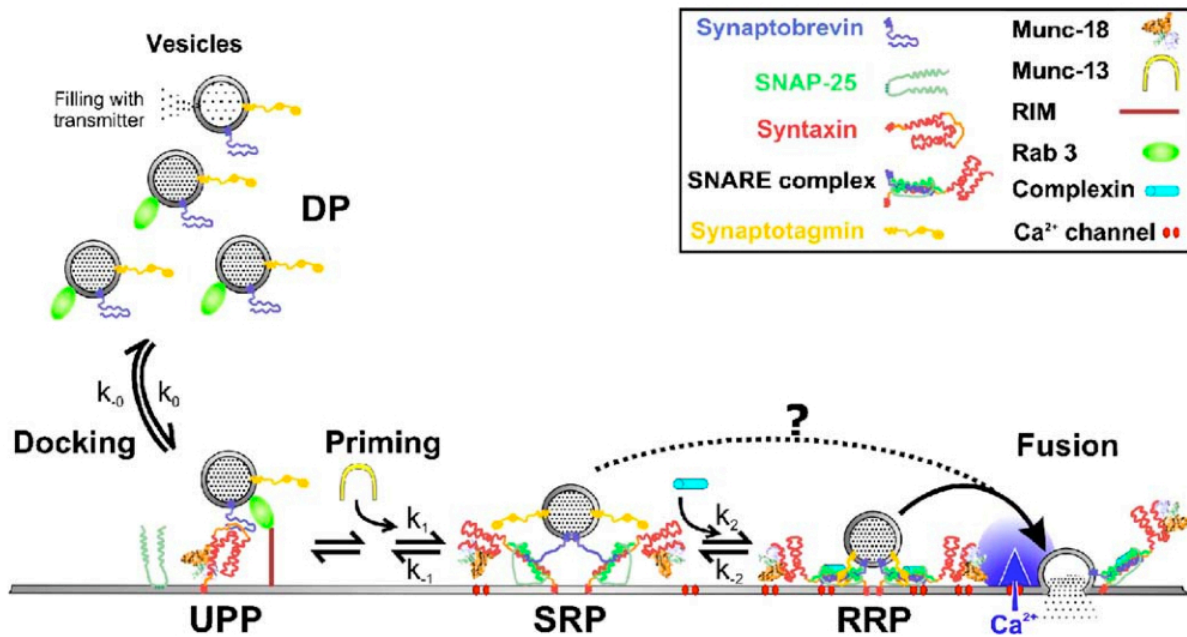 Vesicles
Filling with
transmitter
DP
Synaptobrevin
SNAP-25
Syntaxin
SNARE complex
Synaptotagmin
Munc-18
Munc-13
RIM
Rab 3
Complexin
Ca²⁺ channel
k₋₀
k₀
Docking
Priming
?
Fusion
k₁
k₋₁
k₂
k₋₂
UPP
SRP
RRP
Ca²⁺